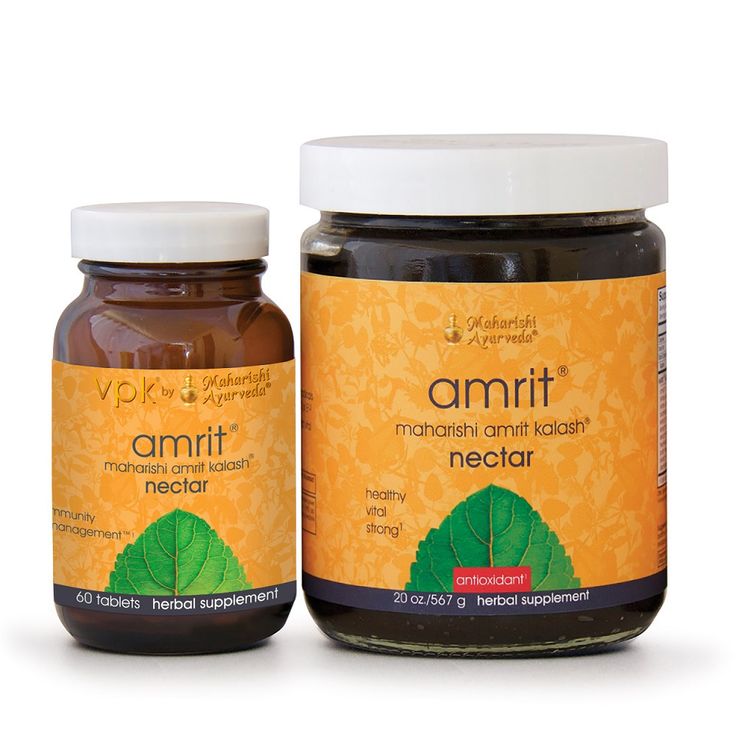 vpk by Maharishi
Ayurveda®
amrit®
maharishi amrit kalash®
nectar
mmunity
anagement™¹
60 tablets herbal supplement
Maharishi
Ayurveda®
amrit®
maharishi amrit kalash®
nectar
healthy
vital
strong¹
antioxidant¹
20 oz./567 g herbal supplement